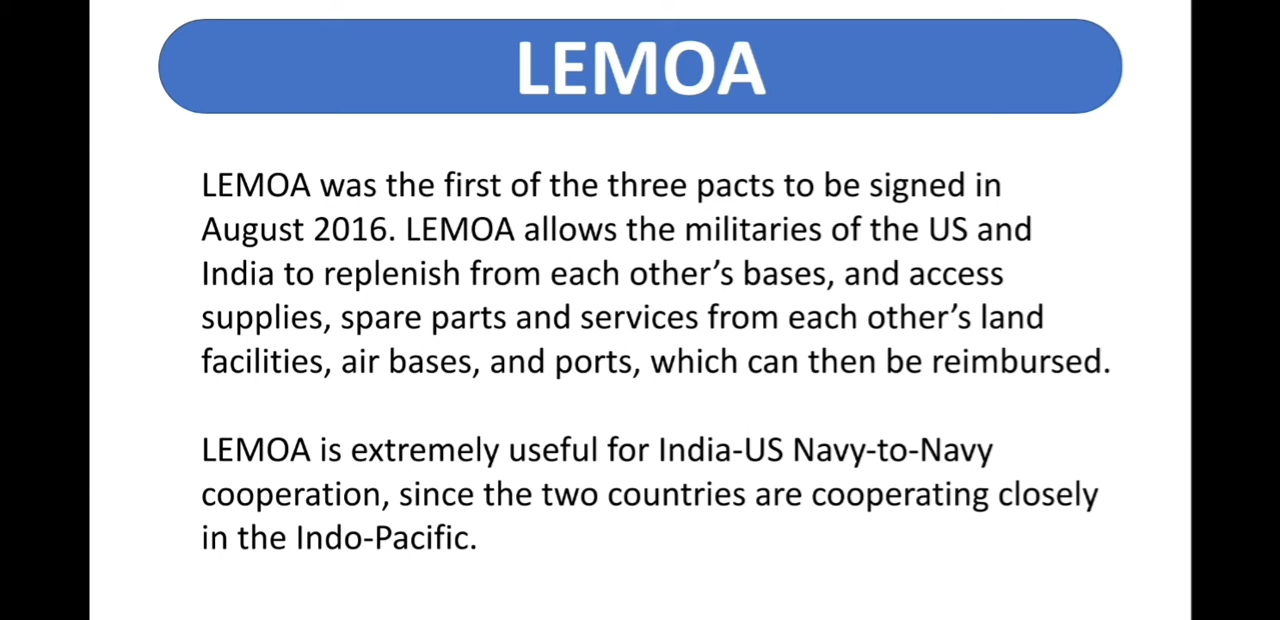 LEMOA
LEMOA was the first of the three pacts to be signed in
August 2016. LEMOA allows the militaries of the US and
India to replenish from each other’s bases, and access
supplies, spare parts and services from each other’s land
facilities, air bases, and ports, which can then be reimbursed.
LEMOA is extremely useful for India-US Navy-to-Navy
cooperation, since the two countries are cooperating closely
in the Indo-Pacific.